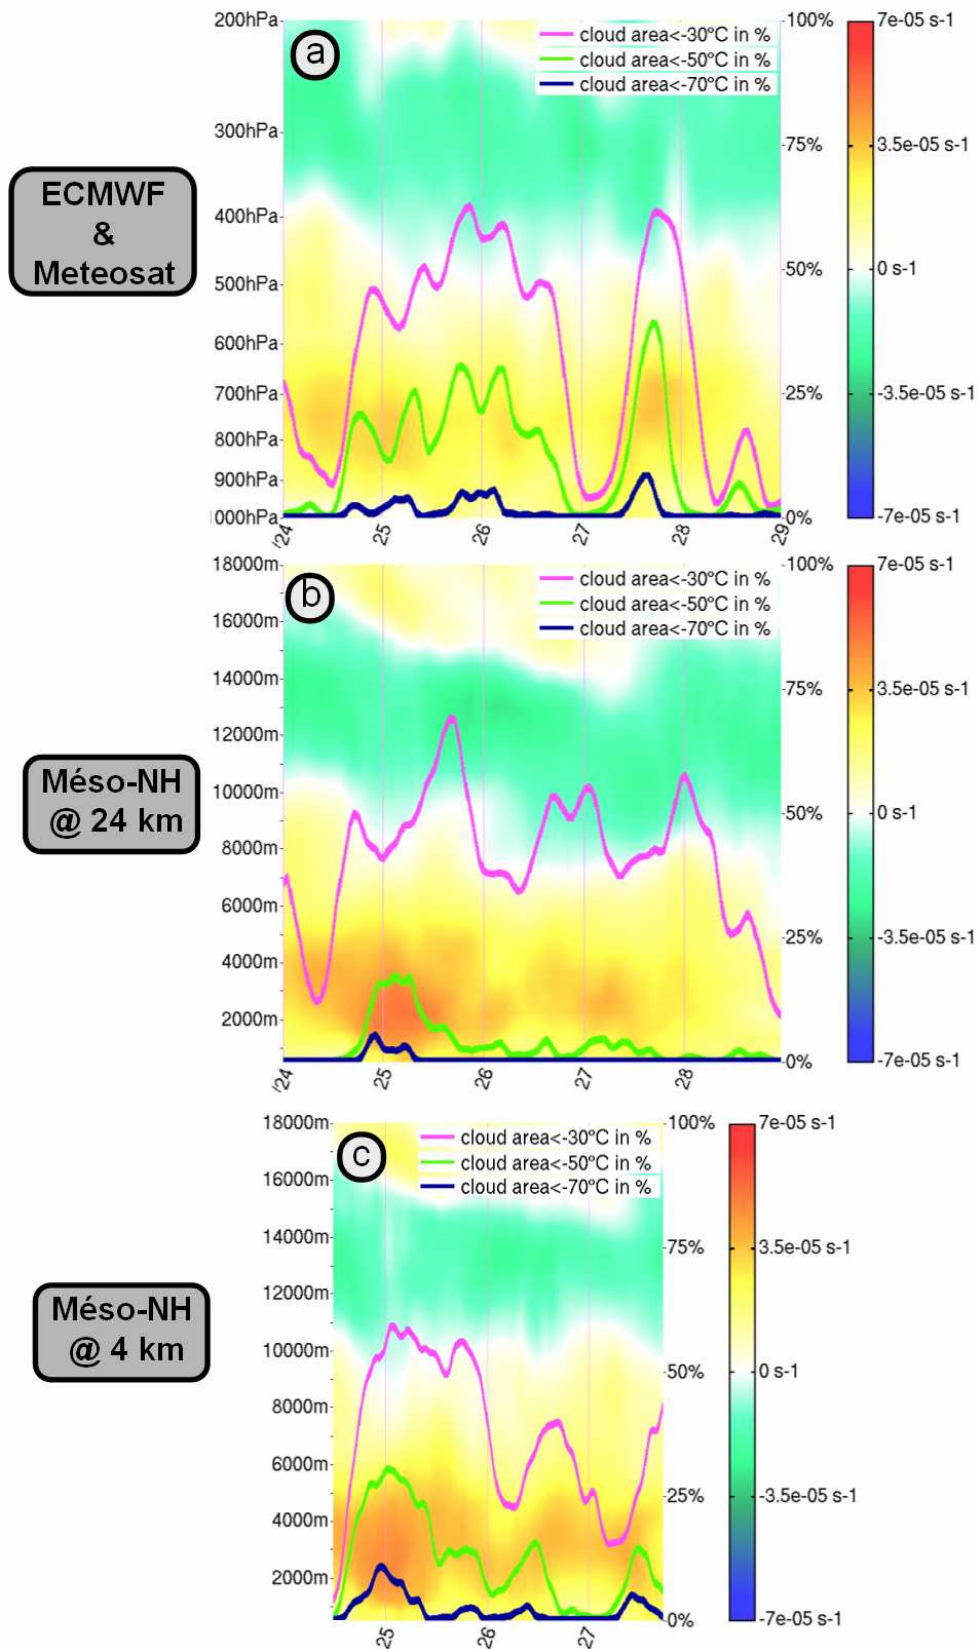 a
cloud area<-30°C in %
cloud area<-50°C in %
cloud area<-70°C in %
200hPa
300hPa
400hPa
500hPa
600hPa
700hPa
800hPa
900hPa
000hPa
100%
75%
50%
25%
0%
7e-05 s-1
3.5e-05 s-1
0 s-1
-3.5e-05 s-1
-7e-05 s-1
'24
25
26
27
28
29
ECMWF
&
Meteosat
b
cloud area<-30°C in %
cloud area<-50°C in %
cloud area<-70°C in %
18000m
16000m
14000m
12000m
10000m
8000m
6000m
4000m
2000m
100%
75%
50%
25%
0%
7e-05 s-1
3.5e-05 s-1
0 s-1
-3.5e-05 s-1
-7e-05 s-1
'24
25
26
27
28
Méso-NH
@ 24 km
c
cloud area<-30°C in %
cloud area<-50°C in %
cloud area<-70°C in %
18000m
16000m
14000m
12000m
10000m
8000m
6000m
4000m
2000m
100%
75%
50%
25%
0%
7e-05 s-1
3.5e-05 s-1
0 s-1
-3.5e-05 s-1
-7e-05 s-1
25
26
27
Méso-NH
@ 4 km